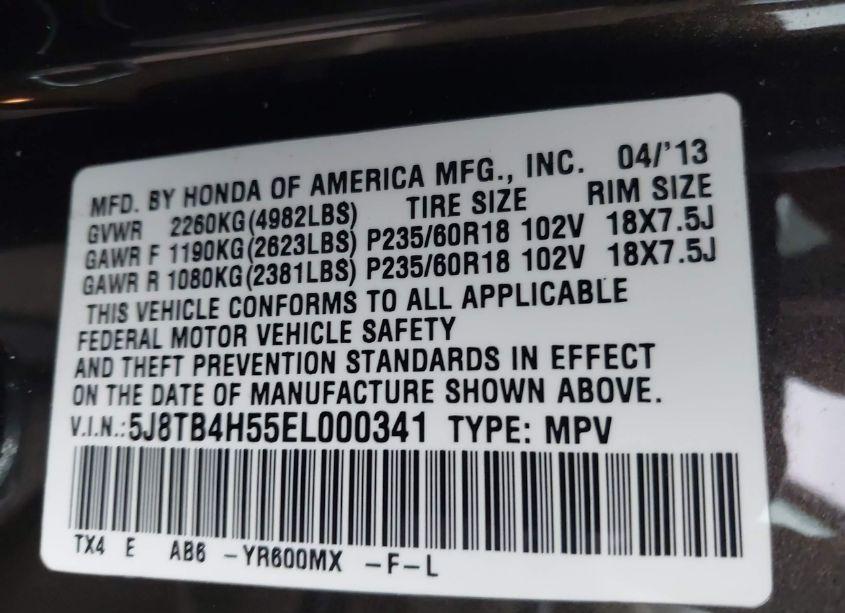 MFD. BY HONDA OF AMERICA MFG., INC. 04/'13
GVWR 2260KG(4982LBS) TIRE SIZE RIM SIZE
GAWR F 1190KG(2623LBS) P235/60R18 102V 18X7.5J
GAWR R 1080KG(2381LBS) P235/60R18 102V 18X7.5J
THIS VEHICLE CONFORMS TO ALL APPLICABLE
FEDERAL MOTOR VEHICLE SAFETY
AND THEFT PREVENTION STANDARDS IN EFFECT
ON THE DATE OF MANUFACTURE SHOWN ABOVE.
V.I.N.:5J8TB4H55EL000341 TYPE: MPV
TX4 E AB6 -YR600MX -F-L